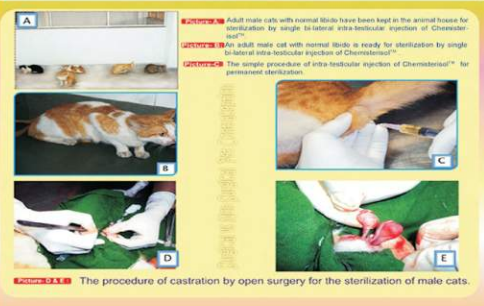 A
Picture-A: Adult male cats with normal libido have been kept in the animal house for
sterilization by single bi-lateral intra-testicular injection of Chemister-
isol™
Picture-B: An adult male cat with normal libido is ready for sterilization by single
bi-lateral intra-testicular injection of Chemisterisol™
Picture-C The simple procedure of intra-testicular injection of Chemisterisol™ for
permanent sterilization.
B
C
D
E
Picture: D & E: The procedure of castration by open surgery for the sterilization of male cats.